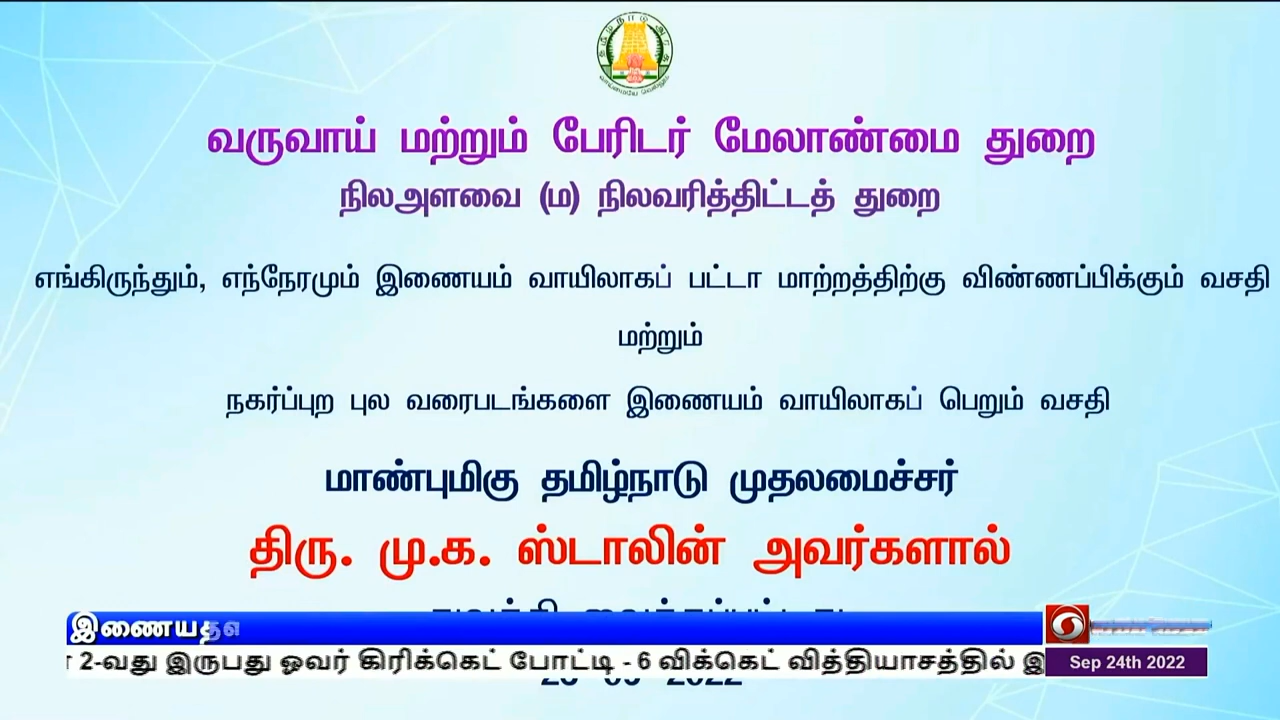 தமிழ்நாடு அரசு
வாய்மையே வெல்லும்
வருவாய் மற்றும் பேரிடர் மேலாண்மை துறை
நிலஅளவை (ம) நிலவரித்திட்டத் துறை
எங்கிருந்தும், எந்நேரமும் இணையம் வாயிலாகப் பட்டா மாற்றத்திற்கு விண்ணப்பிக்கும் வசதி
மற்றும்
நகர்ப்புற புல வரைபடங்களை இணையம் வாயிலாகப் பெறும் வசதி
மாண்புமிகு தமிழ்நாடு முதலமைச்சர்
திரு. மு.க. ஸ்டாலின் அவர்களால்
2-வது இருபது ஓவர் கிரிக்கெட் போட்டி - 6 விக்கெட் வித்தியாசத்தில்
Sep 24th 2022